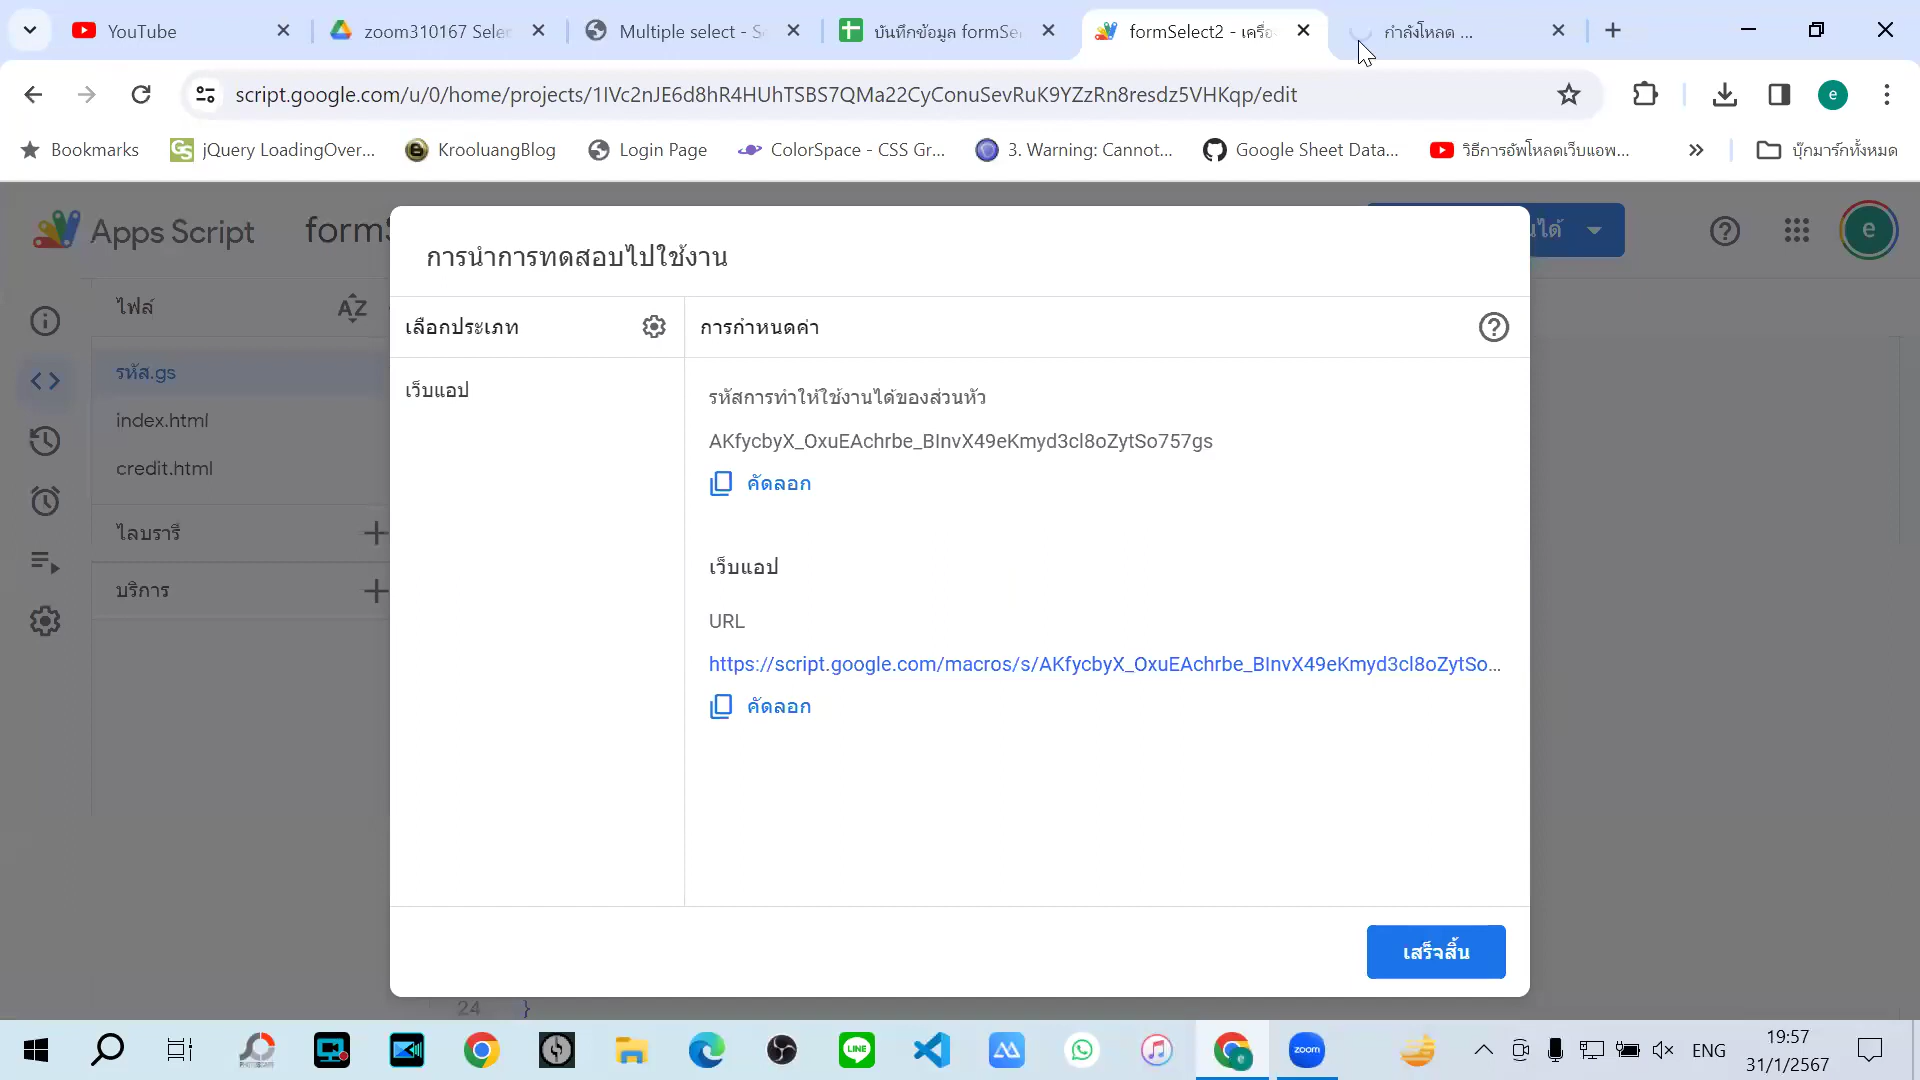 YouTube
zoom310167 Sele
Multiple select - S
บันทึกข้อมูล formSe
formSelect2 - เครื่อ
กำลังโหลด ...
script.google.com/u/0/home/projects/1IVc2nJE6d8hR4HUhTSBS7QMa22CyConuSevRuK9YZzRn8resdz5VHKqp/edit
e
Bookmarks
jQuery LoadingOver...
KrooluangBlog
Login Page
ColorSpace - CSS Gr...
3. Warning: Cannot...
Google Sheet Data...
วิธีการอัพโหลดเว็บแอพ...
บุ๊กมาร์กทั้งหมด
Apps Script
formS
นได้
e
การนำการทดสอบไปใช้งาน
ไฟล์
AZ
เลือกประเภท
การกำหนดค่า
รหัส.gs
index.html
credit.html
ไลบรารี
บริการ
เว็บแอป
รหัสการทำให้ใช้งานได้ของส่วนหัว
AKfycbyX_OxuEAchrbe_BInvX49eKmyd3cl8oZytSo757gs
คัดลอก
เว็บแอป
URL
https://script.google.com/macros/s/AKfycbyX_OxuEAchrbe_BInvX49eKmyd3cl8oZytSo...
คัดลอก
เสร็จสิ้น
24 }
LINE
zoom
ENG
19:57
31/1/2567